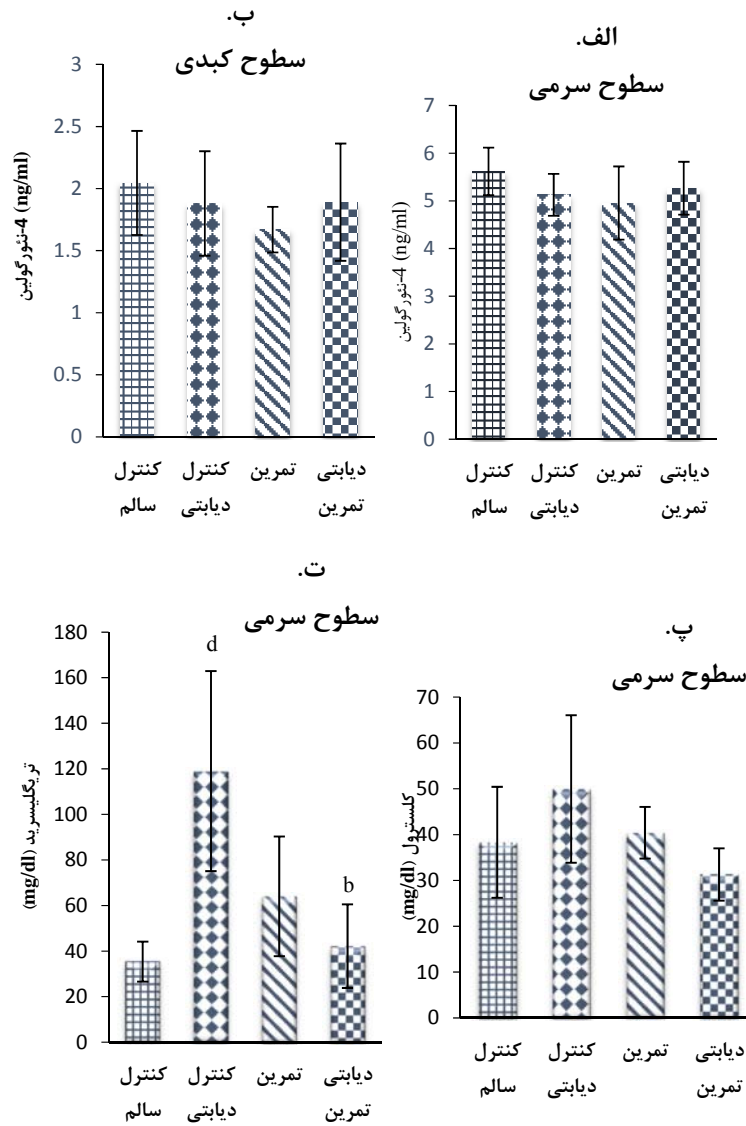 الف.
سطوح سرمی
7
6
5
4
3
2
1
0
نئورگولین-4 (ng/ml)
کنترل سالم
کنترل دیابتی
تمرین
دیابتی تمرین
ب.
سطوح کبدی
3
2.5
2
1.5
1
0.5
0
نئورگولین-4 (ng/ml)
کنترل سالم
کنترل دیابتی
تمرین
دیابتی تمرین
پ.
سطوح سرمی
70
60
50
40
30
20
10
0
کلسترول (mg/dl)
کنترل سالم
کنترل دیابتی
تمرین
دیابتی تمرین
ت.
سطوح سرمی
180
160
140
120
100
80
60
40
20
0
تریگلیسرید (mg/dl)
d
b
کنترل سالم
کنترل دیابتی
تمرین
دیابتی تمرین